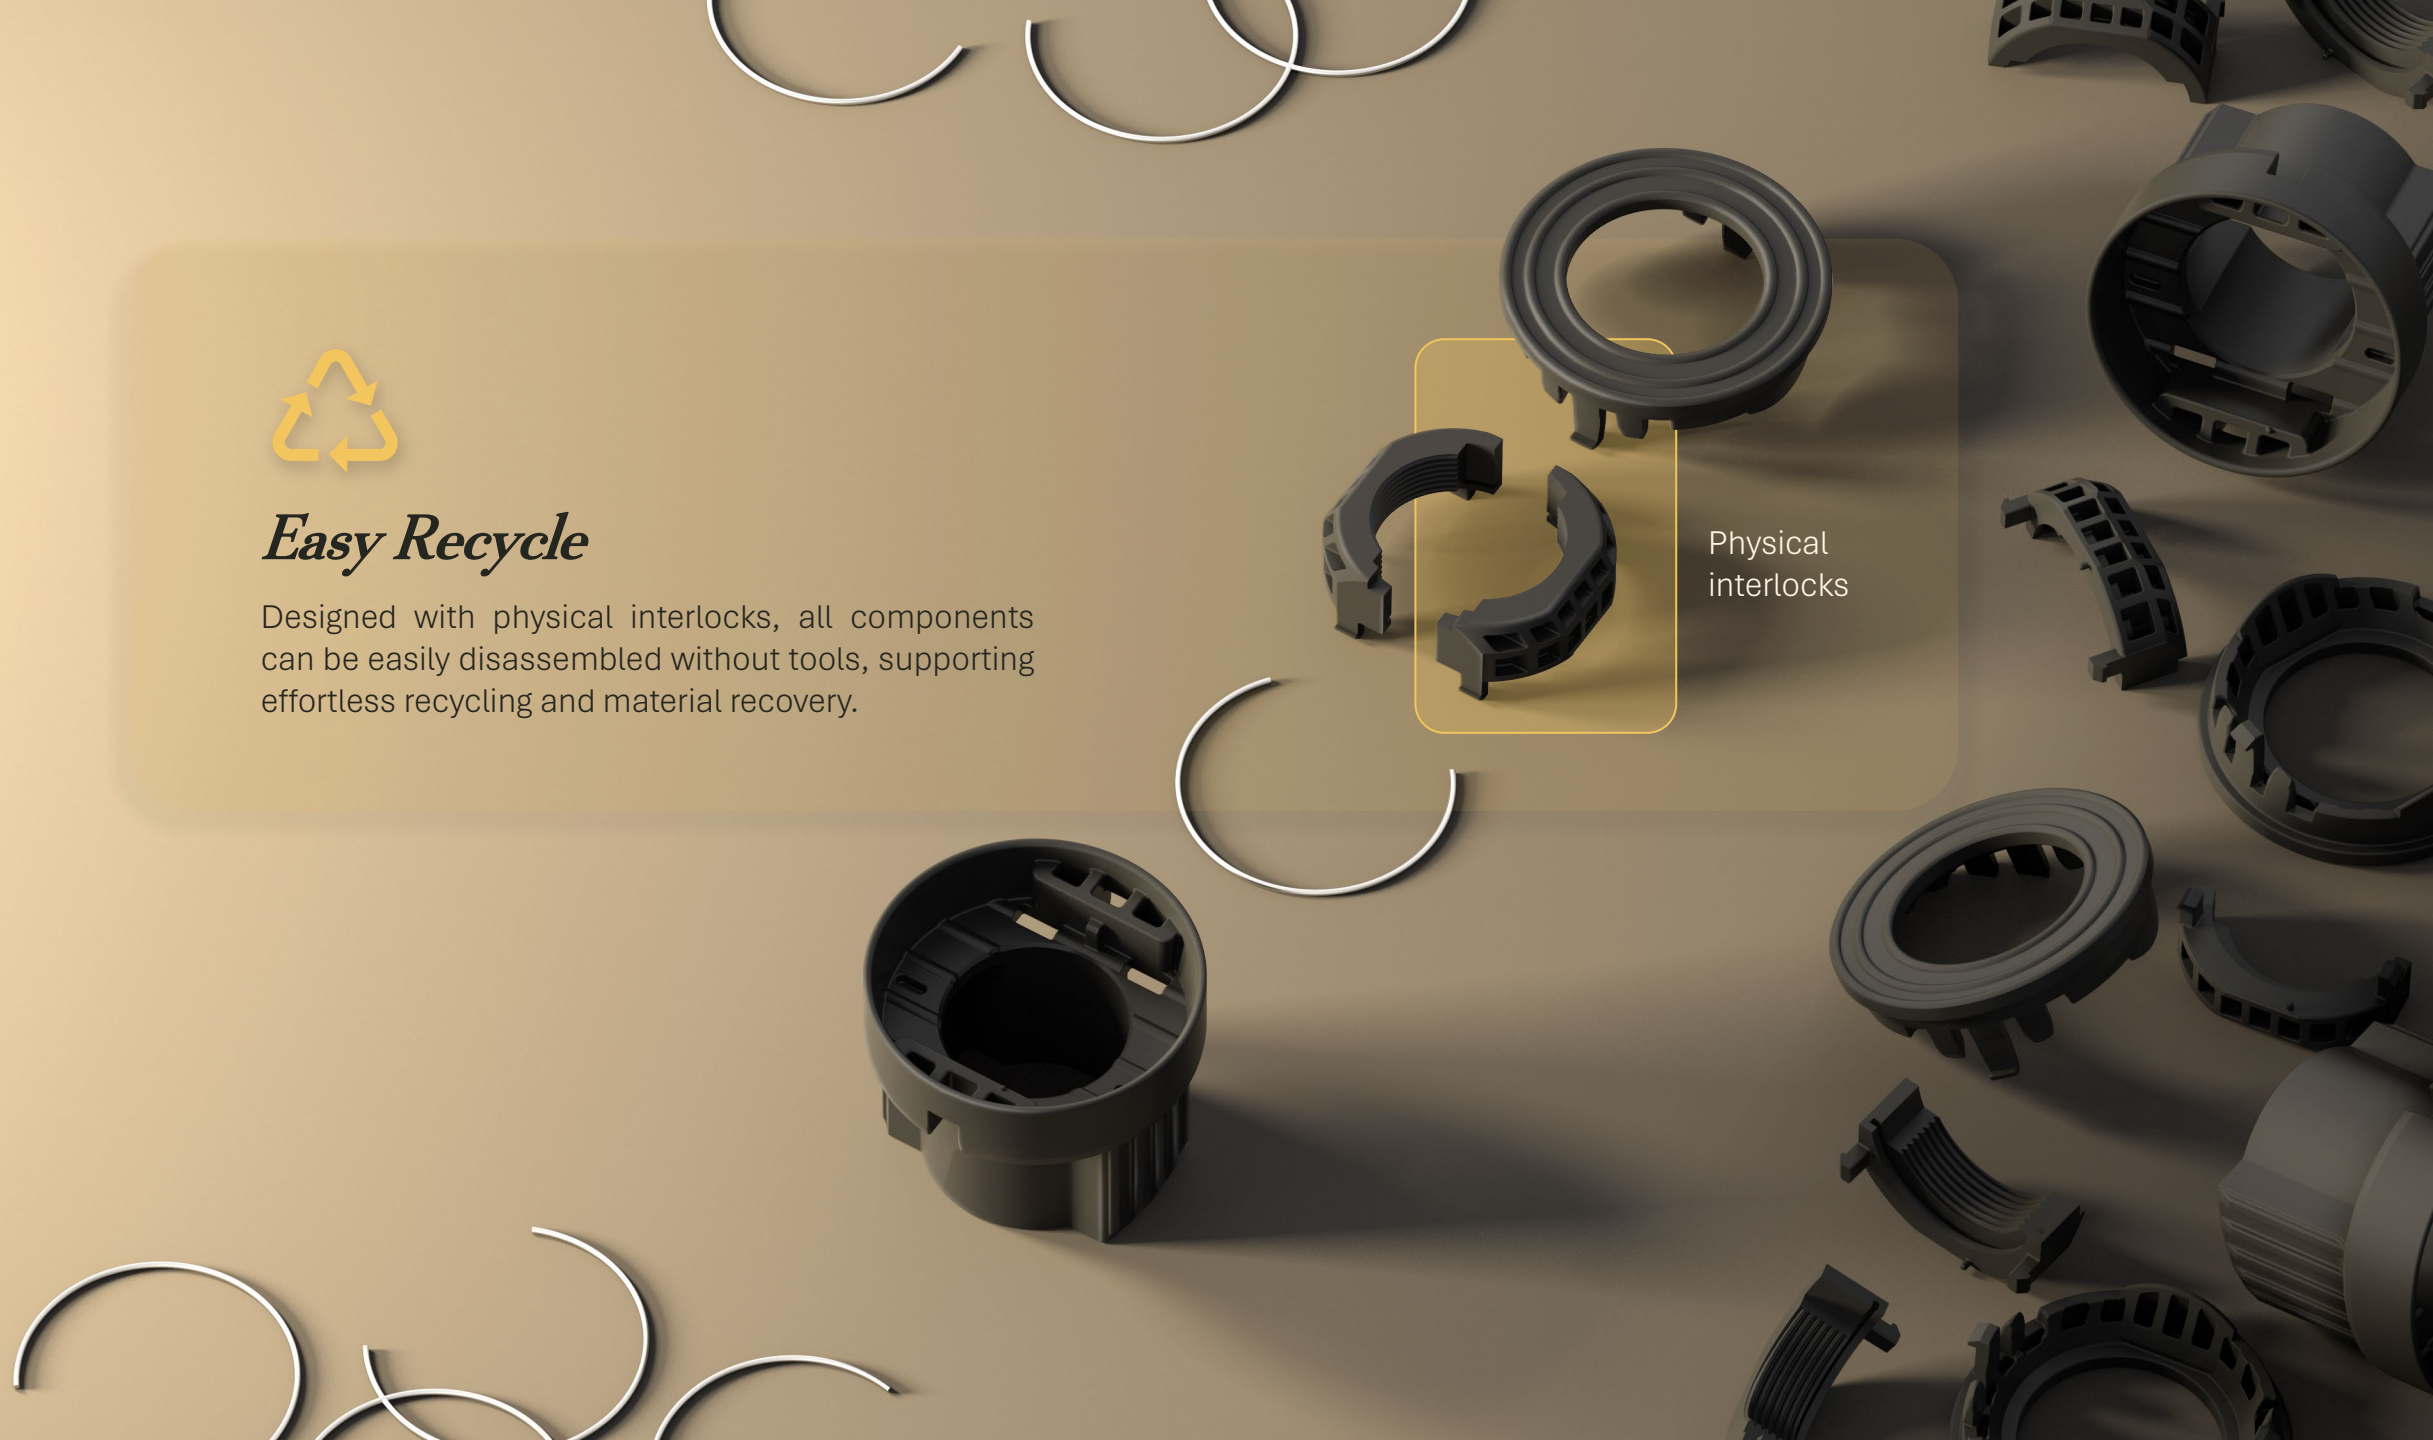 Easy Recycle
Designed with physical interlocks, all components
can be easily disassembled without tools, supporting
effortless recycling and material recovery.
Physical
interlocks